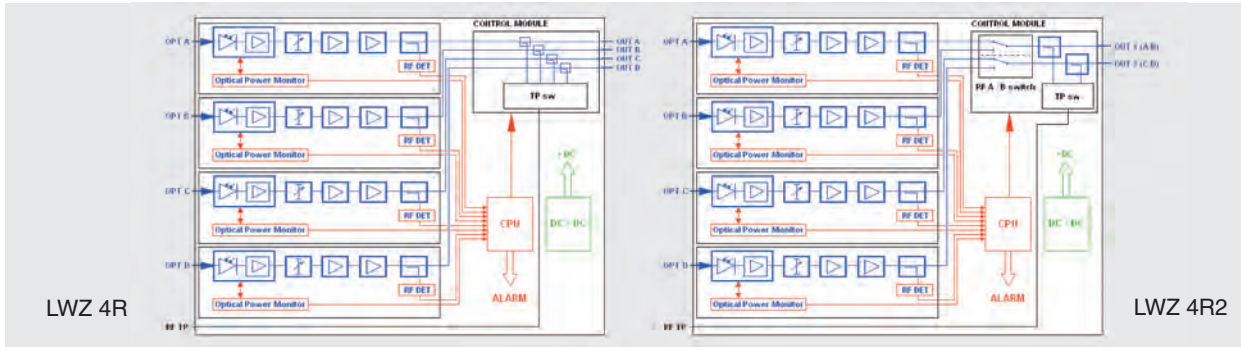 CONTROL MODULE
OPT A
OUT A
OUT B
OUT C
OUT D
RF DET
Optical Power Monitor
TP sw
OPT B
RF DET
Optical Power Monitor
+DC
OPT C
RF DET
Optical Power Monitor
CPU
DC > DC
OPT D
RF DET
Optical Power Monitor
ALARM
RF TP
LWZ 4R
CONTROL MODULE
OPT A
OUT 1 (A/B)
OUT 2 (C/D)
RF A / B switch
RF DET
Optical Power Monitor
TP sw
OPT B
RF DET
Optical Power Monitor
+DC
OPT C
RF DET
Optical Power Monitor
CPU
DC > DC
OPT D
RF DET
Optical Power Monitor
ALARM
RF TP
LWZ 4R2